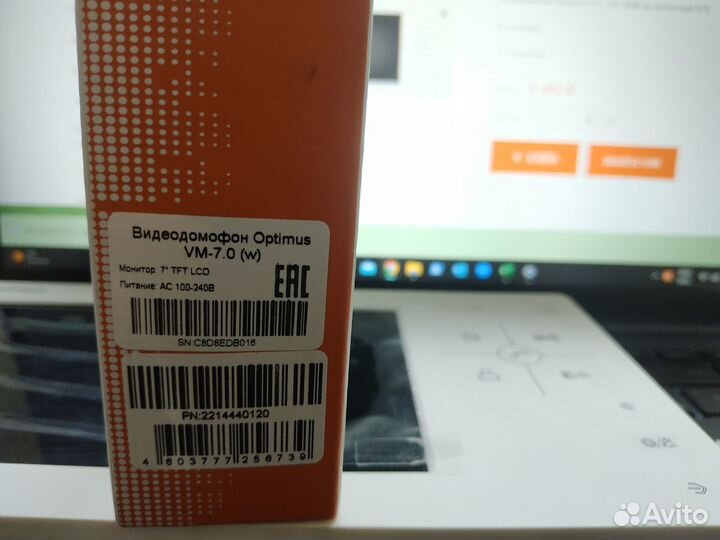 Видеодомофон Optimus
VM-7.0 (w)
Монитор: 7" TFT LCD
Питание: AC 100-240В
EAC
SN:C8D8EDB016
PN:2214440120
4 603777 256739
Avito